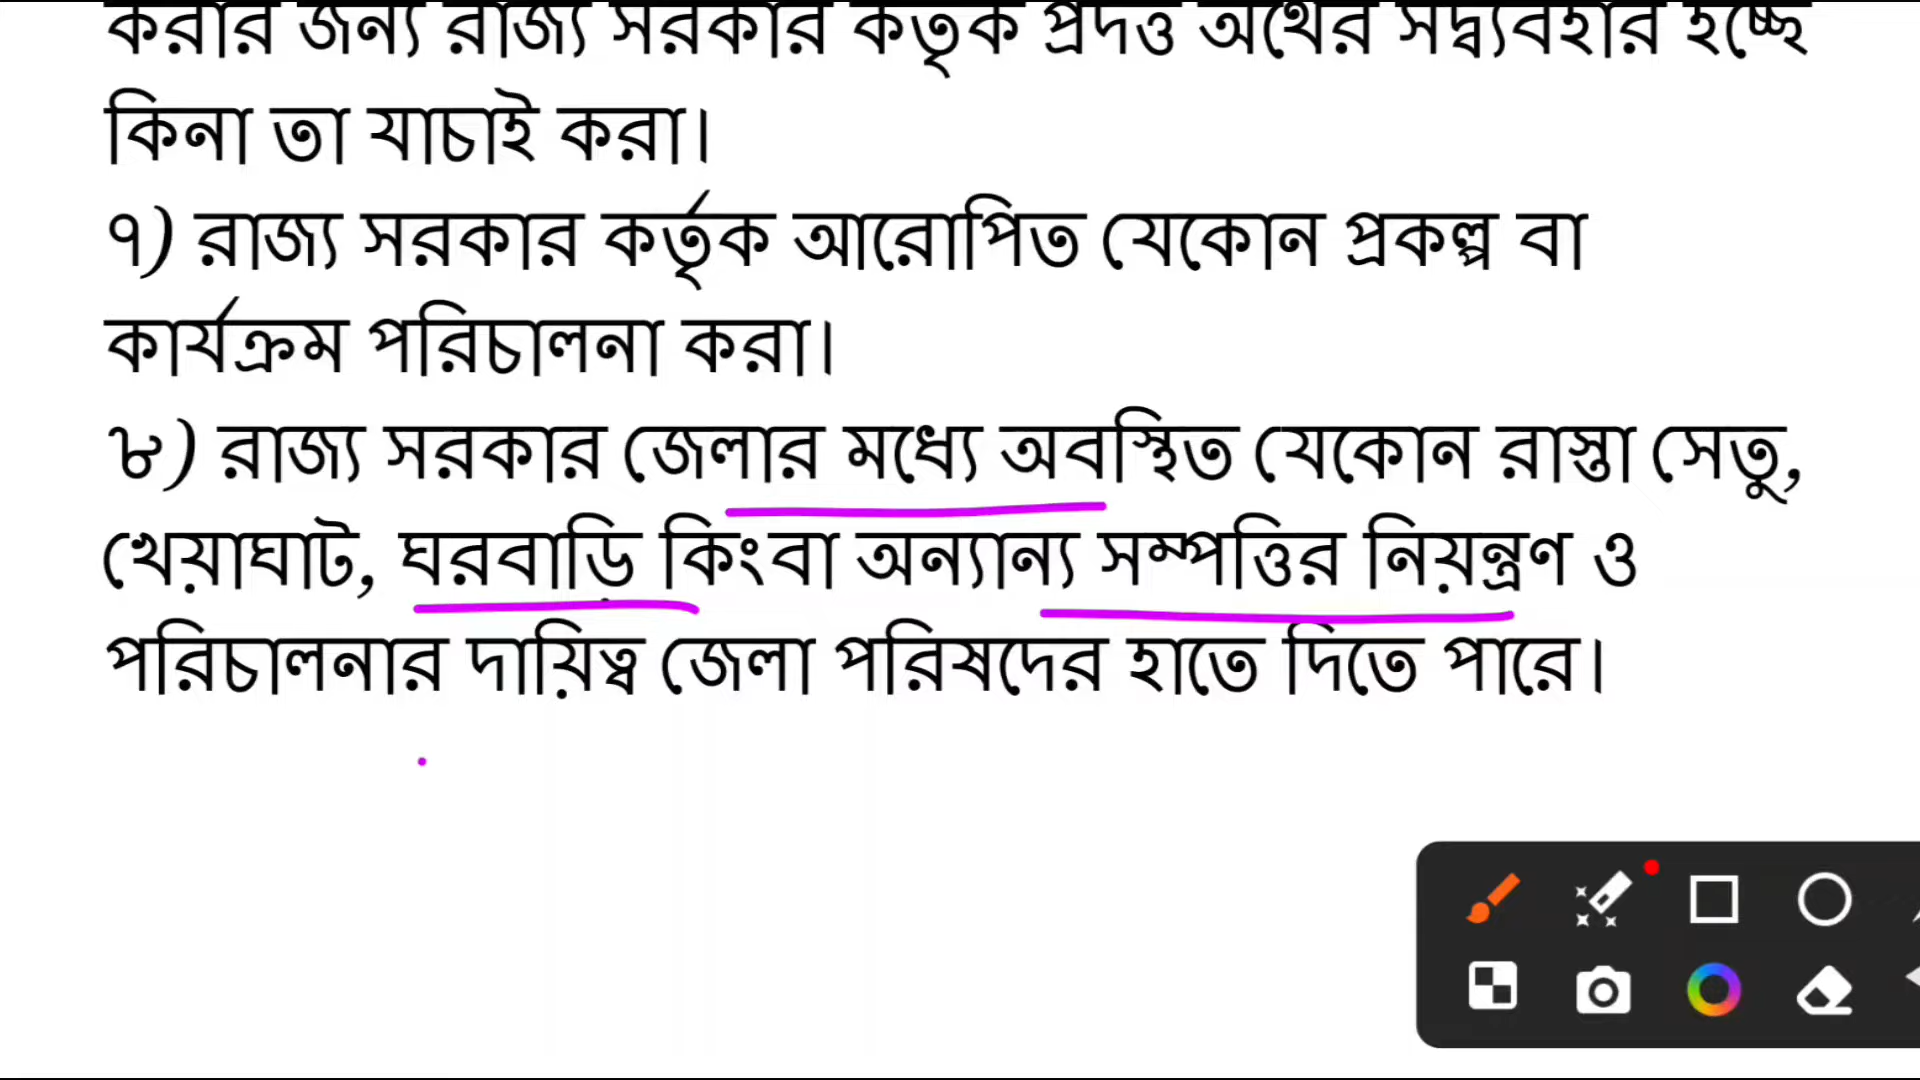 করার জন্য রাজ্য সরকার কর্তৃক প্রদত্ত অর্থের সদ্ব্যবহার হচ্ছে
কিনা তা যাচাই করা।
৭) রাজ্য সরকার কর্তৃক আরোপিত যেকোন প্রকল্প বা
কার্যক্রম পরিচালনা করা।
৮) রাজ্য সরকার জেলার মধ্যে অবস্থিত যেকোন রাস্তা সেতু,
খেয়াঘাট, ঘরবাড়ি কিংবা অন্যান্য সম্পত্তির নিয়ন্ত্রণ ও
পরিচালনার দায়িত্ব জেলা পরিষদের হাতে দিতে পারে।